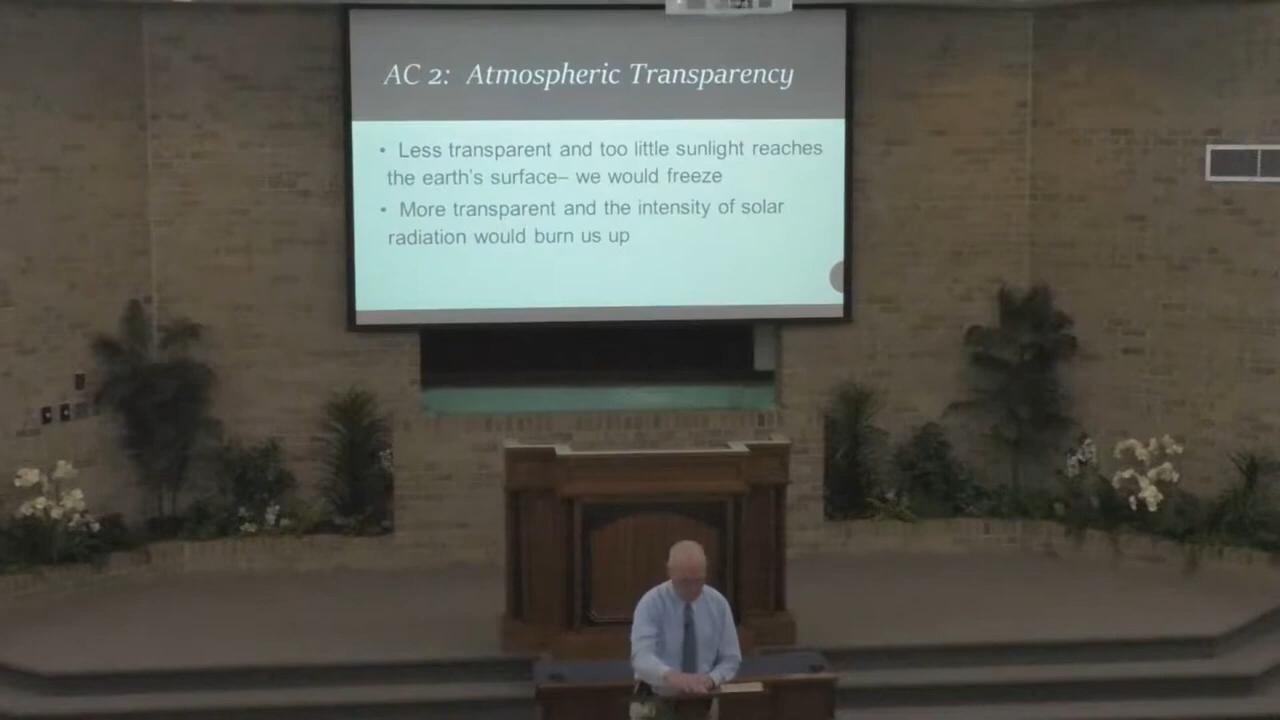 AC 2: Atmospheric Transparency
• Less transparent and too little sunlight reaches
the earth's surface– we would freeze
• More transparent and the intensity of solar
radiation would burn us up